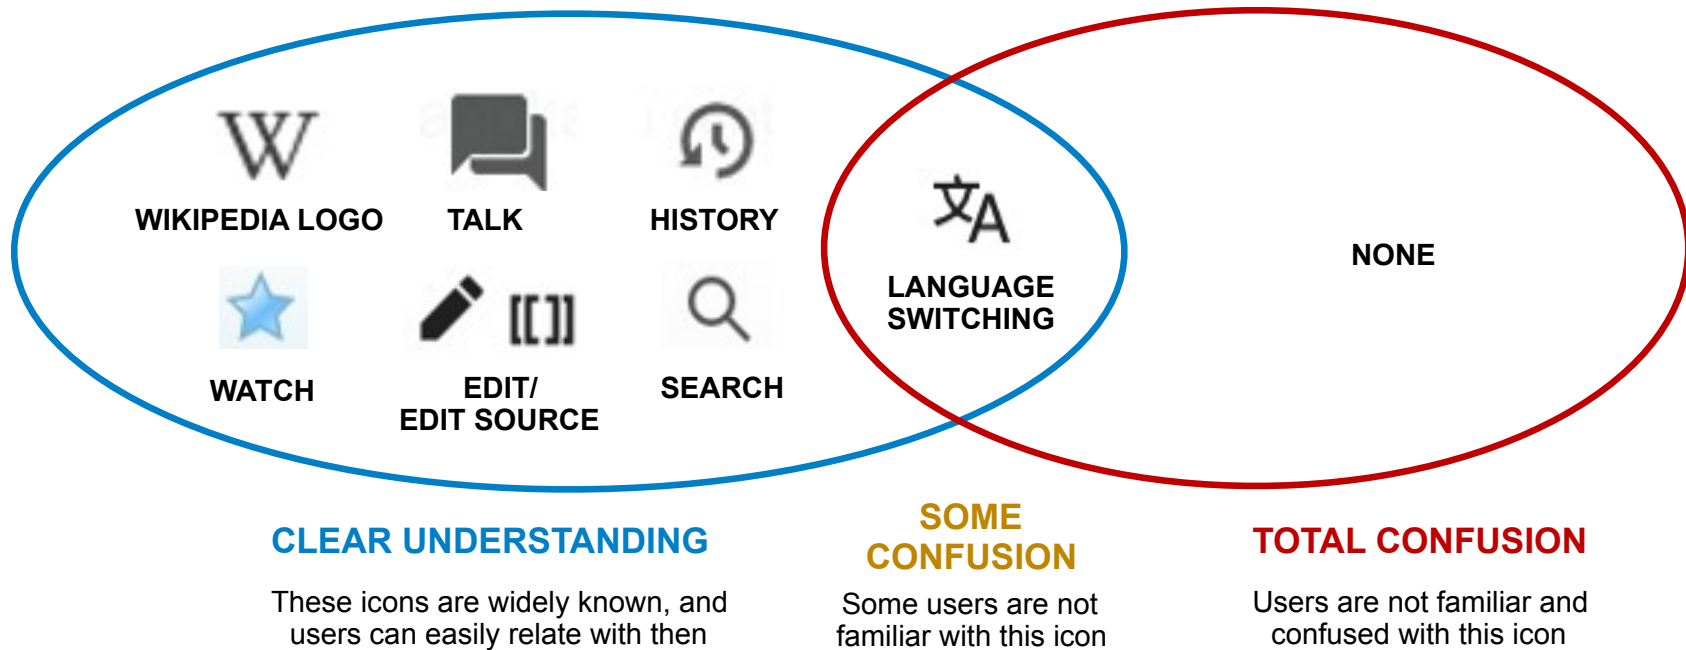 W
WIKIPEDIA LOGO
TALK
HISTORY
WATCH
[[]]
EDIT/
EDIT SOURCE
SEARCH
文A
LANGUAGE
SWITCHING
NONE
CLEAR UNDERSTANDING
These icons are widely known, and
users can easily relate with then
SOME
CONFUSION
Some users are not
familiar with this icon
TOTAL CONFUSION
Users are not familiar and
confused with this icon